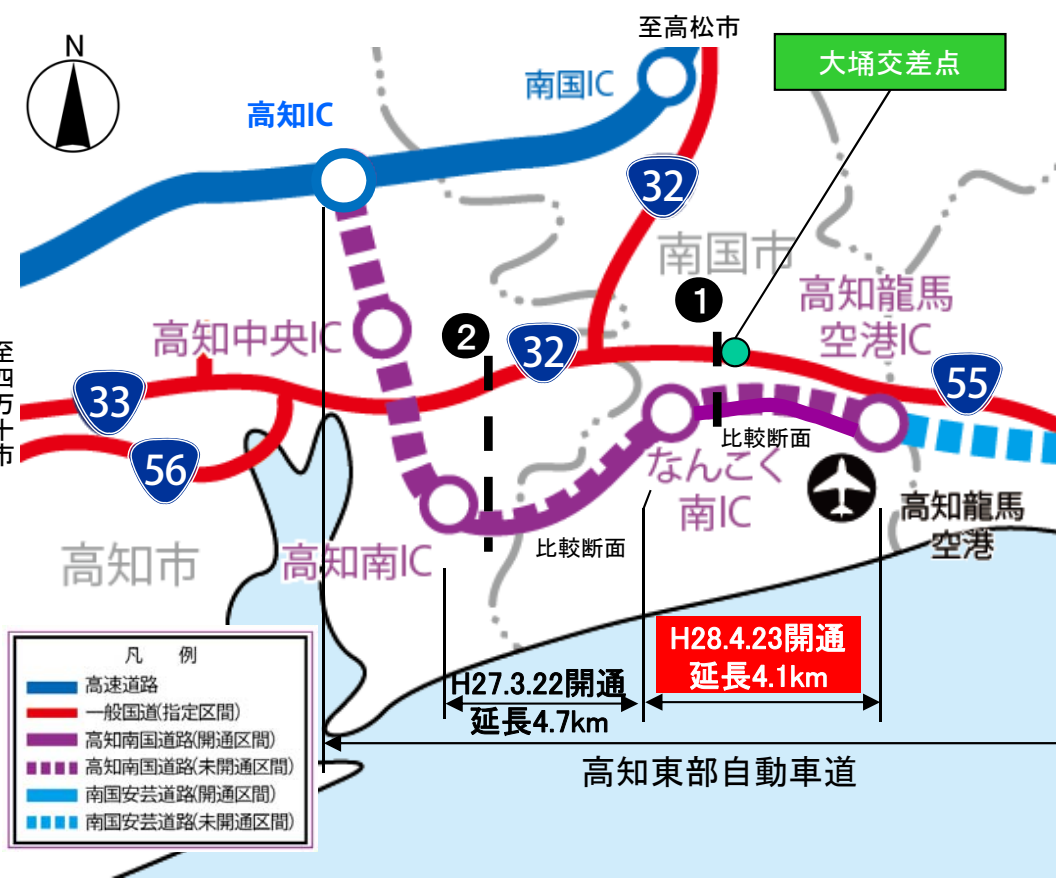 至高松市
N
大埇交差点
南国IC
高知IC
32
南国市
高知龍馬
空港IC
1
2
高知中央IC
32
至四万十市
33
55
56
比較断面
なんこく
南IC
高知龍馬
空港
高知市
高知南IC
比較断面
H28.4.23開通
延長4.1km
H27.3.22開通
延長4.7km
高知東部自動車道
凡 例
高速道路
一般国道(指定区間)
高知南国道路(開通区間)
高知南国道路(未開通区間)
南国安芸道路(開通区間)
南国安芸道路(未開通区間)